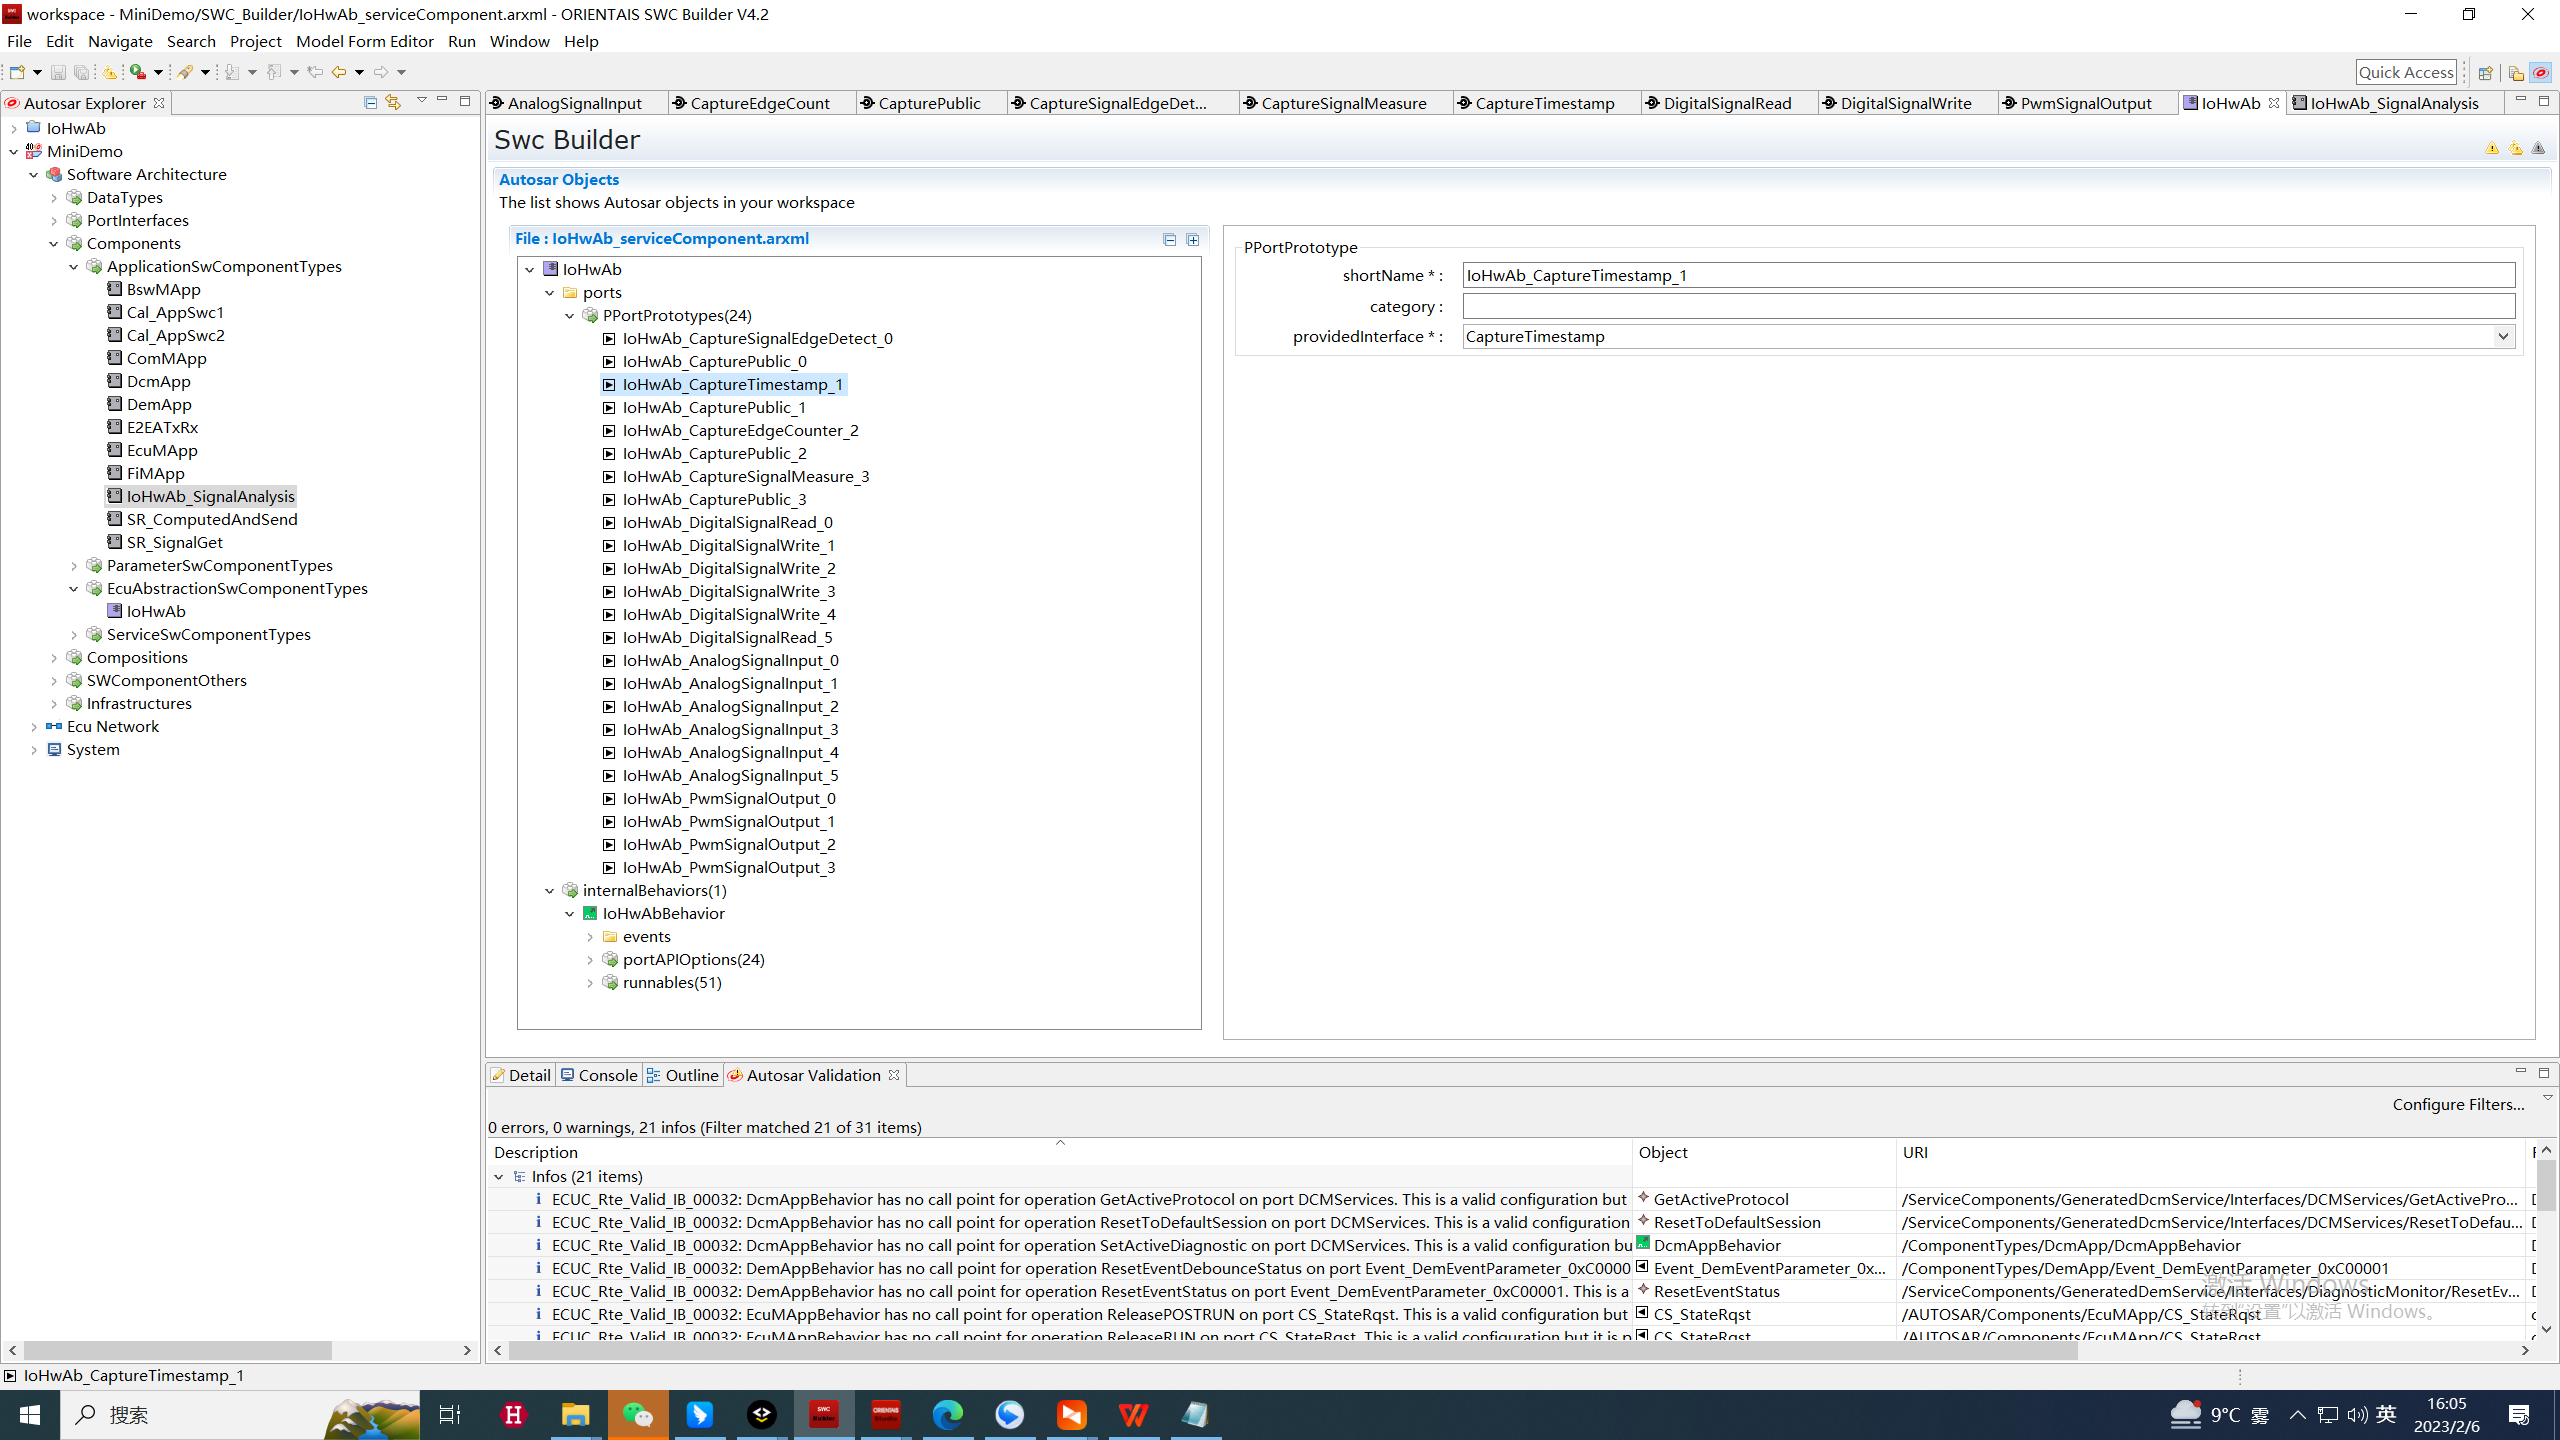 workspace - MiniDemo/SWC_Builder/IoHwAb_serviceComponent.arxml - ORIENTAIS SWC Builder V4.2
File Edit Navigate Search Project Model Form Editor Run Window Help
Quick Access
Autosar Explorer
IoHwAb
MiniDemo
Software Architecture
DataTypes
PortInterfaces
Components
ApplicationSwComponentTypes
BswMApp
Cal_AppSwc1
Cal_AppSwc2
ComMApp
DcmApp
DemApp
E2EATxRx
EcuMApp
FiMApp
IoHwAb_SignalAnalysis
SR_ComputedAndSend
SR_SignalGet
ParameterSwComponentTypes
EcuAbstractionSwComponentTypes
IoHwAb
ServiceSwComponentTypes
Compositions
SWComponentOthers
Infrastructures
Ecu Network
System
AnalogSignalInput CaptureEdgeCount CapturePublic CaptureSignalEdgeDet... CaptureSignalMeasure CaptureTimestamp DigitalSignalRead DigitalSignalWrite PwmSignalOutput IoHwAb IoHwAb_SignalAnalysis
Swc Builder
Autosar Objects
The list shows Autosar objects in your workspace
File : IoHwAb_serviceComponent.arxml
IoHwAb
ports
PPortPrototypes(24)
IoHwAb_CaptureSignalEdgeDetect_0
IoHwAb_CapturePublic_0
IoHwAb_CaptureTimestamp_1
IoHwAb_CapturePublic_1
IoHwAb_CaptureEdgeCounter_2
IoHwAb_CapturePublic_2
IoHwAb_CaptureSignalMeasure_3
IoHwAb_CapturePublic_3
IoHwAb_DigitalSignalRead_0
IoHwAb_DigitalSignalWrite_1
IoHwAb_DigitalSignalWrite_2
IoHwAb_DigitalSignalWrite_3
IoHwAb_DigitalSignalWrite_4
IoHwAb_DigitalSignalRead_5
IoHwAb_AnalogSignalInput_0
IoHwAb_AnalogSignalInput_1
IoHwAb_AnalogSignalInput_2
IoHwAb_AnalogSignalInput_3
IoHwAb_AnalogSignalInput_4
IoHwAb_AnalogSignalInput_5
IoHwAb_PwmSignalOutput_0
IoHwAb_PwmSignalOutput_1
IoHwAb_PwmSignalOutput_2
IoHwAb_PwmSignalOutput_3
internalBehaviors(1)
IoHwAbBehavior
events
portAPIOptions(24)
runnables(51)
PPortPrototype
shortName * : IoHwAb_CaptureTimestamp_1
category :
providedInterface * : CaptureTimestamp
Detail Console Outline Autosar Validation
Configure Filters...
0 errors, 0 warnings, 21 infos (Filter matched 21 of 31 items)
Description Object URI
Infos (21 items)
ECUC_Rte_Valid_IB_00032: DcmAppBehavior has no call point for operation GetActiveProtocol on port DCMServices. This is a valid configuration but GetActiveProtocol /ServiceComponents/GeneratedDcmService/Interfaces/DCMServices/GetActivePro...
ECUC_Rte_Valid_IB_00032: DcmAppBehavior has no call point for operation ResetToDefaultSession on port DCMServices. This is a valid configuration ResetToDefaultSession /ServiceComponents/GeneratedDcmService/Interfaces/DCMServices/ResetToDefau...
ECUC_Rte_Valid_IB_00032: DcmAppBehavior has no call point for operation SetActiveDiagnostic on port DCMServices. This is a valid configuration bu DcmAppBehavior /ComponentTypes/DcmApp/DcmAppBehavior
ECUC_Rte_Valid_IB_00032: DemAppBehavior has no call point for operation ResetEventDebounceStatus on port Event_DemEventParameter_0xC0000 Event_DemEventParameter_0x... /ComponentTypes/DemApp/Event_DemEventParameter_0xC00001
ECUC_Rte_Valid_IB_00032: DemAppBehavior has no call point for operation ResetEventStatus on port Event_DemEventParameter_0xC00001. This is a ResetEventStatus /ServiceComponents/GeneratedDemService/Interfaces/DiagnosticMonitor/ResetEv...
ECUC_Rte_Valid_IB_00032: EcuMAppBehavior has no call point for operation ReleasePOSTRUN on port CS_StateRqst. This is a valid configuration but CS_StateRqst /AUTOSAR/Components/EcuMApp/CS_StateRqst
ECUC_Rte_Valid_IB_00032: EcuMAppBehavior has no call point for operation ReleaseRUN on port CS_StateRqst. This is a valid configuration but it is p CS_StateRqst /AUTOSAR/Components/EcuMApp/CS_StateRqst
激活 Windows
转到"设置"以激活 Windows。
IoHwAb_CaptureTimestamp_1
搜索
9°C 雾 英
16:05
2023/2/6